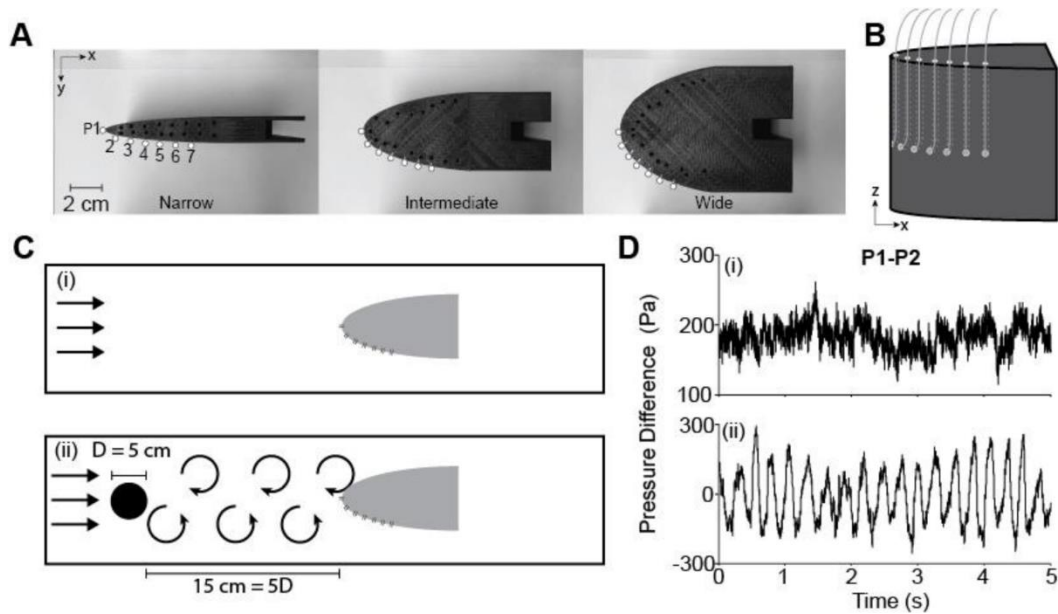 A
x
y
P1
2 3 4 5 6 7
2 cm
Narrow
Intermediate
Wide
B
z
x
C
(i)
(ii) D = 5 cm
15 cm = 5D
D
P1-P2
(i)
300
200
100
Pressure Difference (Pa)
(ii)
300
0
-300
0 1 2 3 4 5
Time (s)